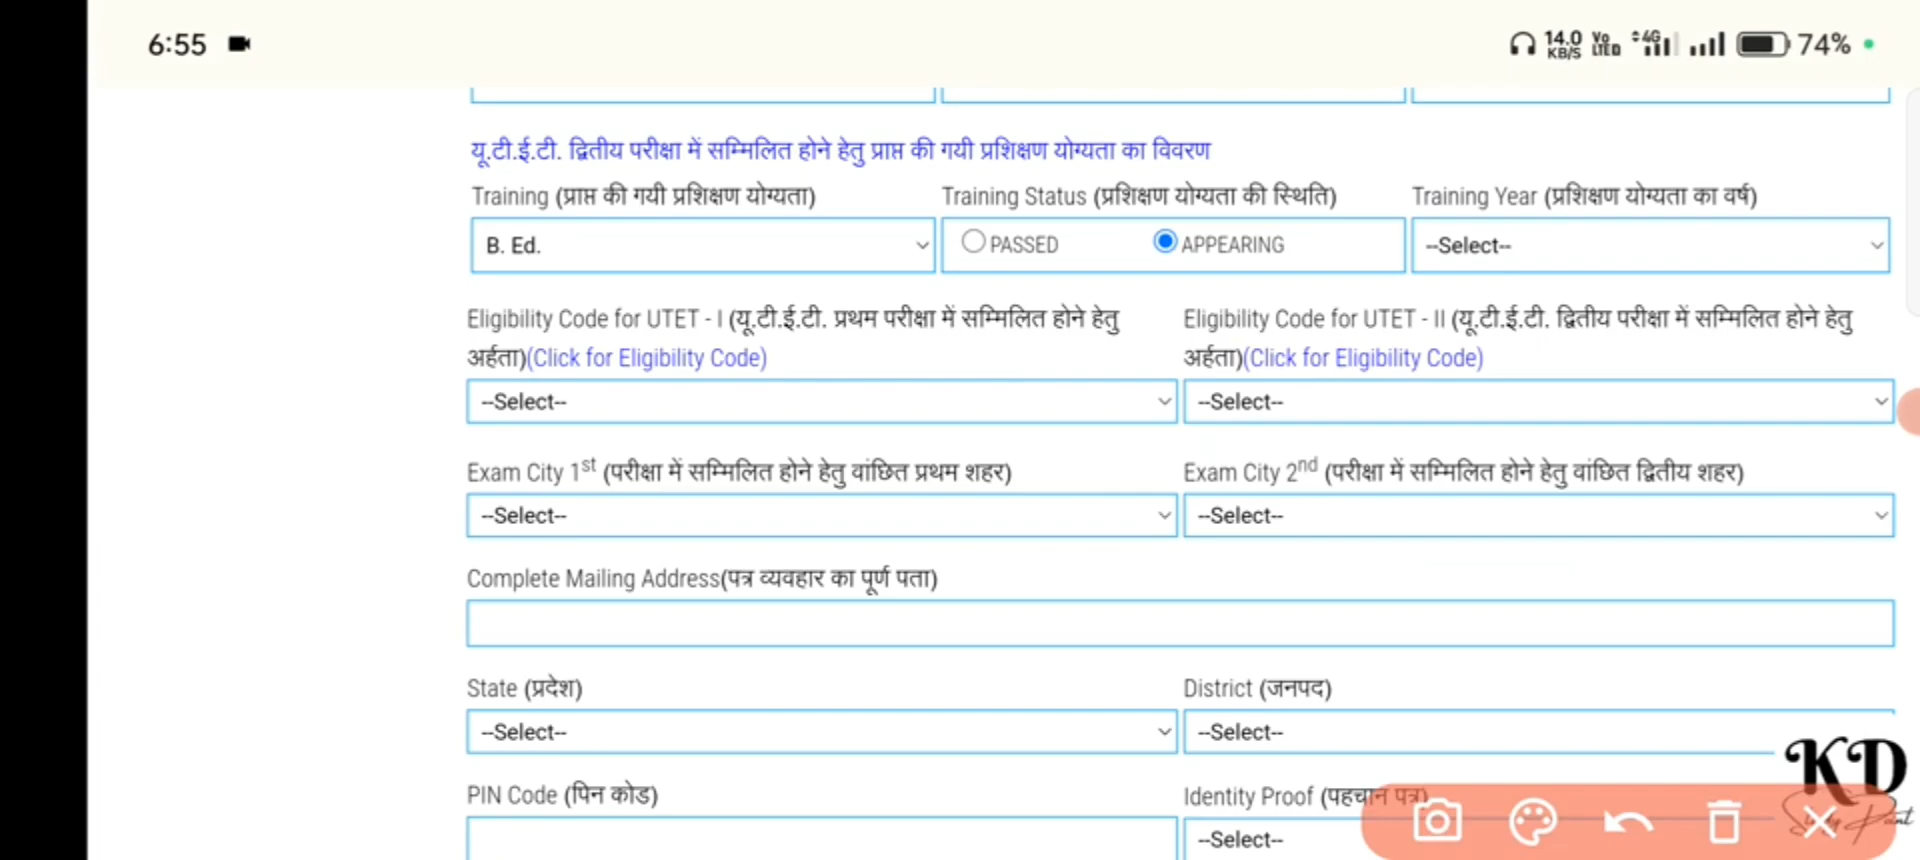 6:55 14.0 KB/S Vo LTED 4G 74%
यू.टी.ई.टी. द्वितीय परीक्षा में सम्मिलित होने हेतु प्राप्त की गयी प्रशिक्षण योग्यता का विवरण
Training (प्राप्त की गयी प्रशिक्षण योग्यता) Training Status (प्रशिक्षण योग्यता की स्थिति) Training Year (प्रशिक्षण योग्यता का वर्ष)
B. Ed. PASSED APPEARING --Select--
Eligibility Code for UTET - I (यू.टी.ई.टी. प्रथम परीक्षा में सम्मिलित होने हेतु
अर्हता)(Click for Eligibility Code)
Eligibility Code for UTET - II (यू.टी.ई.टी. द्वितीय परीक्षा में सम्मिलित होने हेतु
अर्हता)(Click for Eligibility Code)
--Select-- --Select--
Exam City 1st (परीक्षा में सम्मिलित होने हेतु वांछित प्रथम शहर) Exam City 2nd (परीक्षा में सम्मिलित होने हेतु वांछित द्वितीय शहर)
--Select-- --Select--
Complete Mailing Address(पत्र व्यवहार का पूर्ण पता)
State (प्रदेश) District (जनपद)
--Select-- --Select--
PIN Code (पिन कोड) Identity Proof (पहचान पत्र)
--Select--
KD